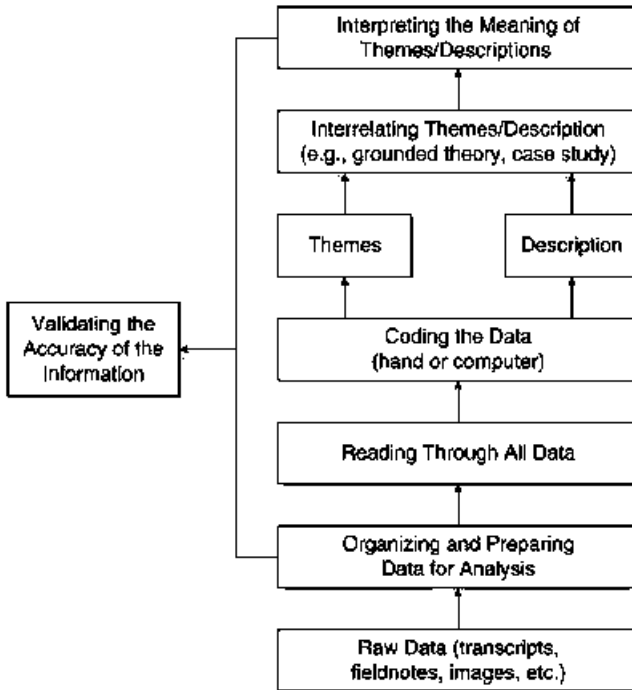 Interpreting the Meaning of
Themes/Descriptions
Interrelating Themes/Description
(e.g., grounded theory, case study)
Themes
Description
Validating the
Accuracy of the
Information
Coding the Data
(hand or computer)
Reading Through All Data
Organizing and Preparing
Data for Analysis
Raw Data (transcripts,
fieldnotes, images, etc.)